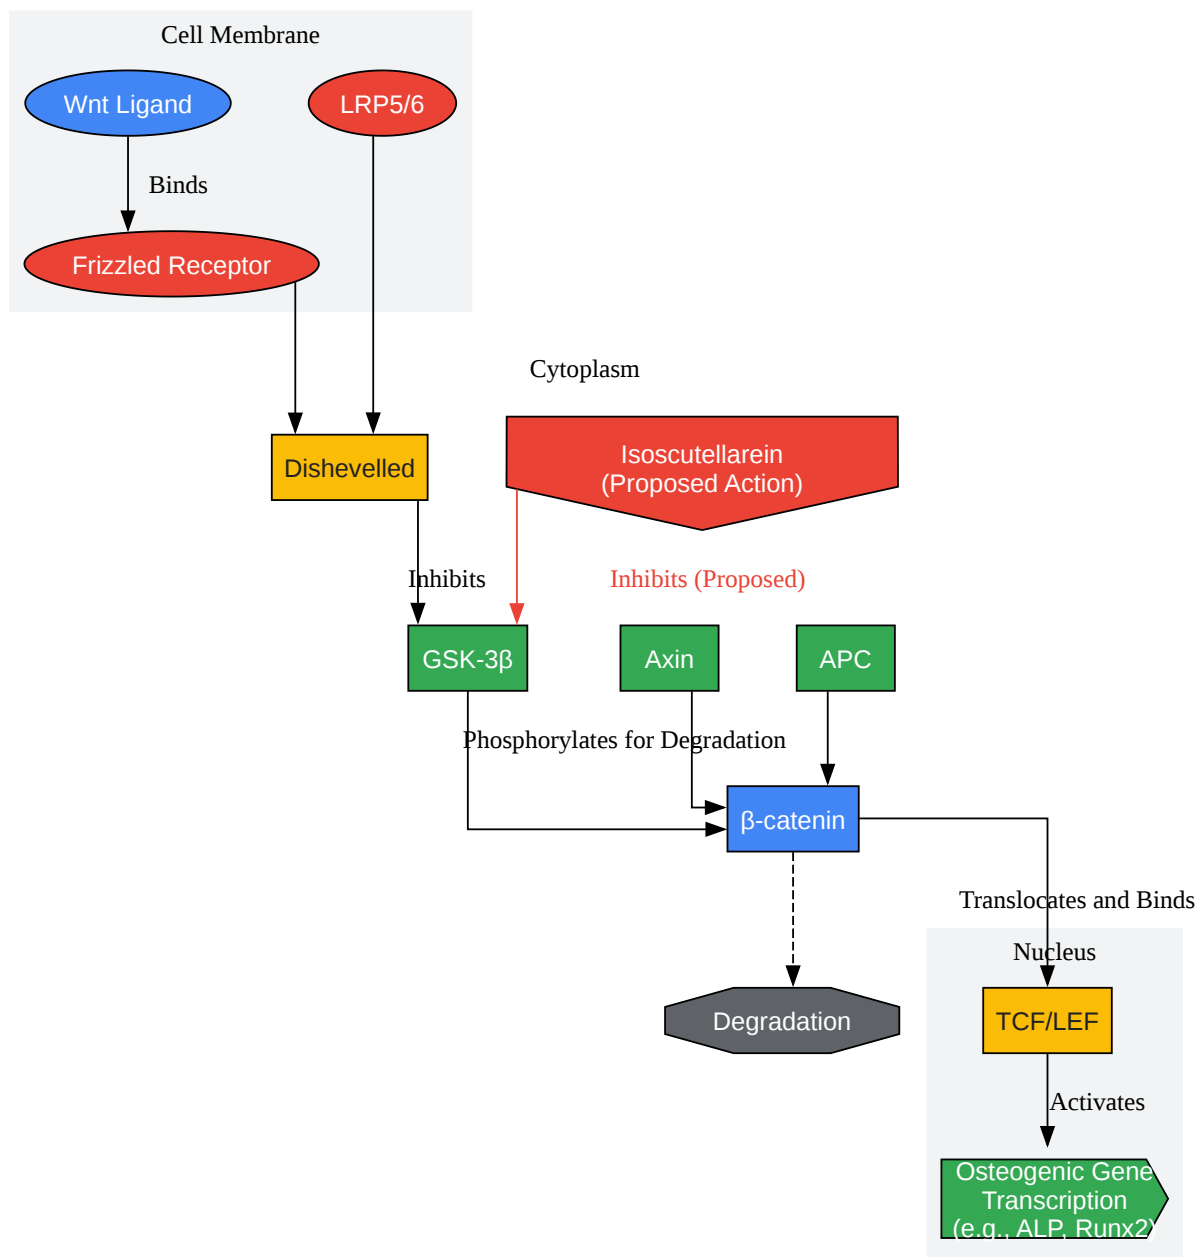 Cell Membrane
Wnt Ligand
LRP5/6
Binds
Frizzled Receptor
Cytoplasm
Dishevelled
Isoscutellarein
(Proposed Action)
Inhibits
Inhibits (Proposed)
GSK-3β
Axin
APC
Phosphorylates for Degradation
β-catenin
Translocates and Binds
Nucleus
Degradation
TCF/LEF
Activates
Osteogenic Gene
Transcription
(e.g., ALP, Runx2)